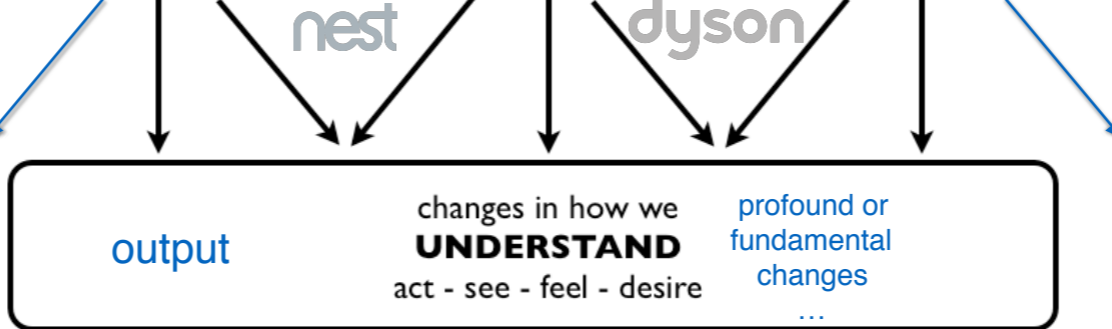 nest
dyson
output
changes in how we
UNDERSTAND
act - see - feel - desire
profound or
fundamental
changes
...